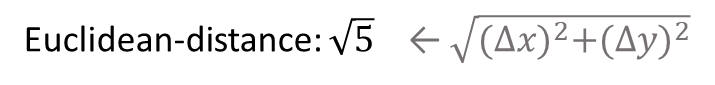 Euclidean-distance: √5 ← √(Δx)²+(Δy)²